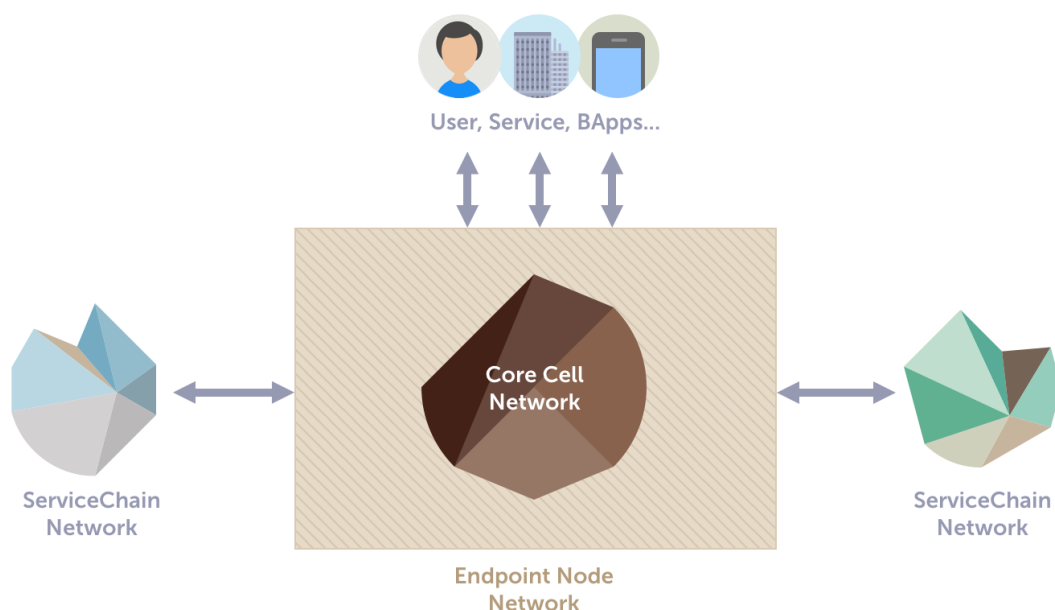 User, Service, BApps...
Core Cell
Network
ServiceChain
Network
ServiceChain
Network
Endpoint Node
Network